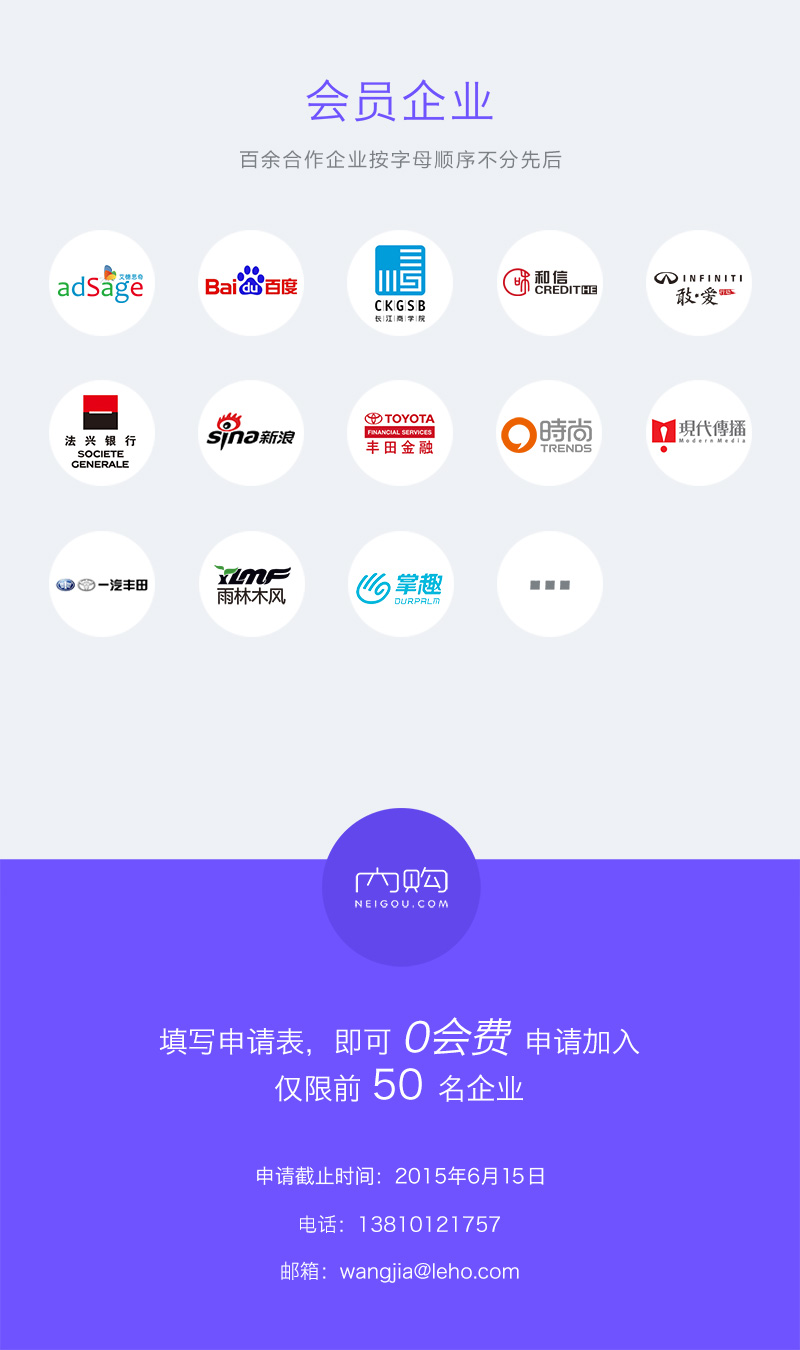 会员企业
百余合作企业按字母顺序不分先后
adSage 艾德思奇
Bai du 百度
CKGSB
长江商学院
和信
CREDITHE
INFINITI
敢·爱
法兴银行
SOCIETE
GENERALE
sina新浪
TOYOTA
FINANCIAL SERVICES
丰田金融
時尚
TRENDS
現代傳播
Modern Media
一汽丰田
YLMF
雨林木风
掌趣
OURPALM
内购
NEIGOU.COM
填写申请表，即可 0会费 申请加入
仅限前 50 名企业
申请截止时间：2015年6月15日
电话：13810121757
邮箱：wangjia@leho.com